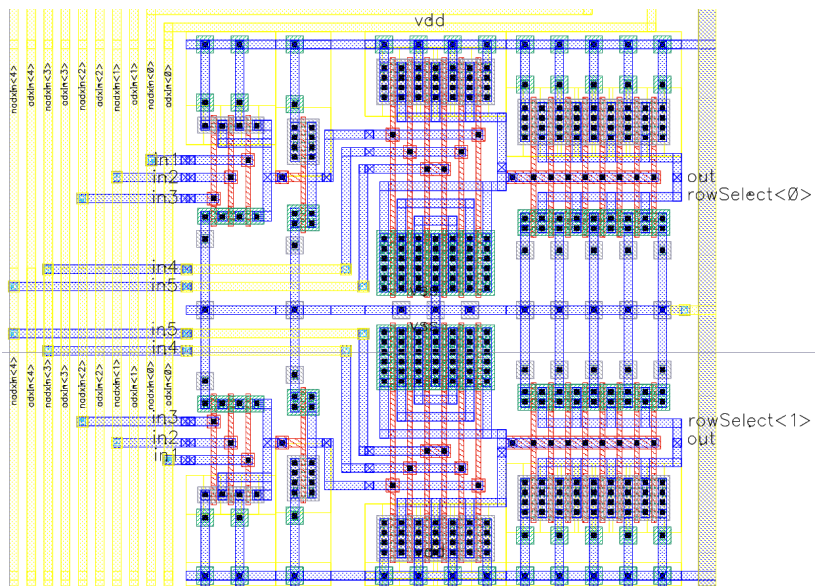 vdd
nadxin<4>
adxin<4>
nadxin<3>
adxin<3>
nadxin<2>
adxin<2>
nadxin<1>
adxin<1>
nadxin<0>
adxin<0>
in1
in2
in3
out
rowSelect<0>
in4
in5
in5
in4
nadxin<4>
adxin<4>
nadxin<3>
adxin<3>
nadxin<2>
adxin<2>
nadxin<1>
adxin<1>
nadxin<0>
adxin<0>
in3
in2
in1
rowSelect<1>
out